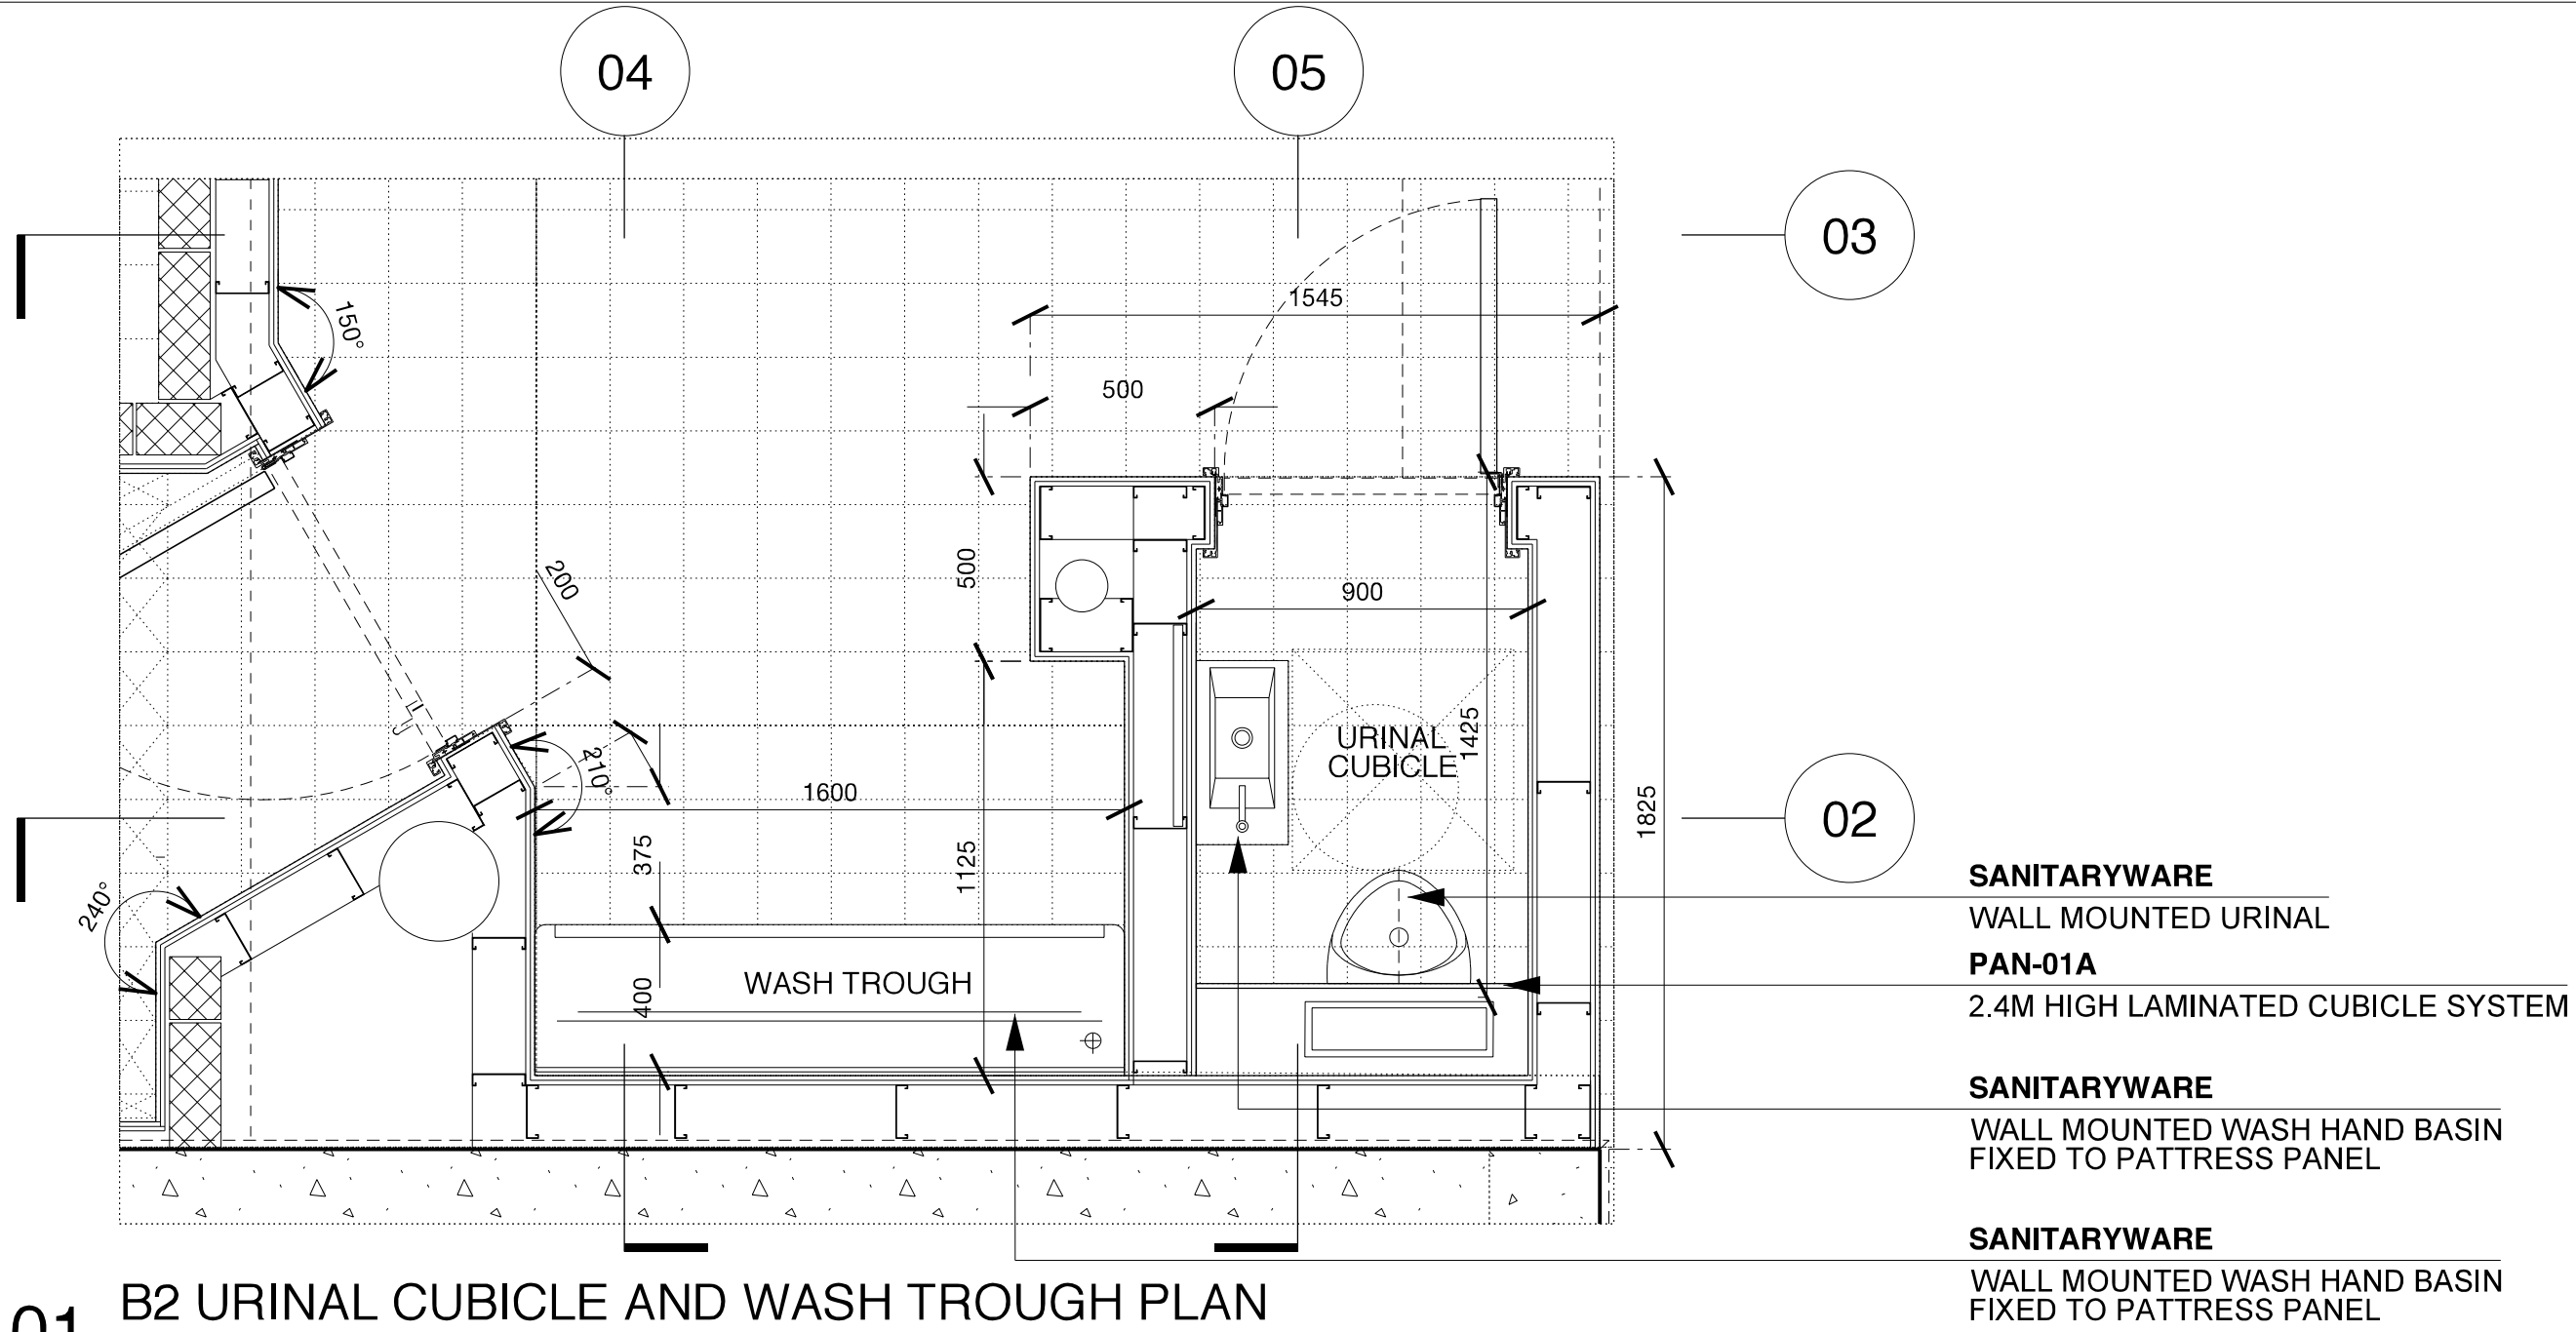 04
05
03
150°
1545
500
200
500
900
210°
URINAL
CUBICLE
1425
1600
375
1125
1825
02
240°
SANITARYWARE
WALL MOUNTED URINAL
WASH TROUGH
400
PAN-01A
2.4M HIGH LAMINATED CUBICLE SYSTEM
SANITARYWARE
WALL MOUNTED WASH HAND BASIN
FIXED TO PATTRESS PANEL
SANITARYWARE
WALL MOUNTED WASH HAND BASIN
FIXED TO PATTRESS PANEL
01 B2 URINAL CUBICLE AND WASH TROUGH PLAN